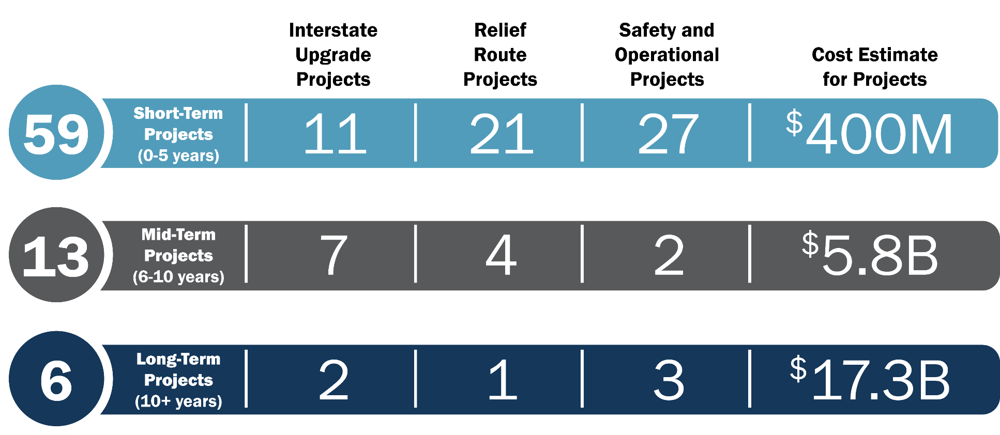 Interstate
Upgrade
Projects
Relief
Route
Projects
Safety and
Operational
Projects
Cost Estimate
for Projects
59
Short-Term
Projects
(0-5 years)
11
21
27
$400M
13
Mid-Term
Projects
(6-10 years)
7
4
2
$5.8B
6
Long-Term
Projects
(10+ years)
2
1
3
$17.3B